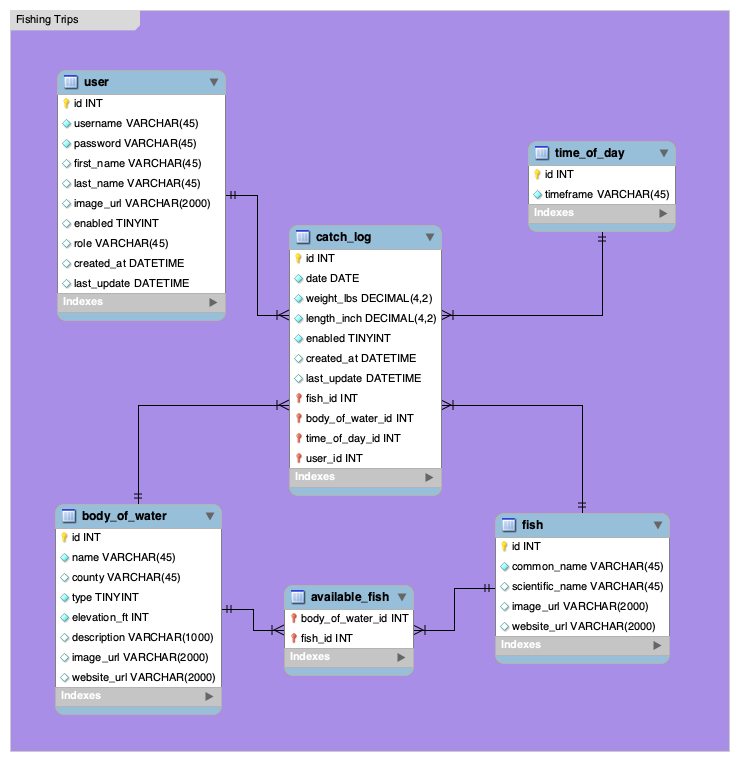 Fishing Trips
user
id INT
username VARCHAR(45)
password VARCHAR(45)
first_name VARCHAR(45)
last_name VARCHAR(45)
image_url VARCHAR(2000)
enabled TINYINT
role VARCHAR(45)
created_at DATETIME
last_update DATETIME
Indexes
time_of_day
id INT
timeframe VARCHAR(45)
Indexes
catch_log
id INT
date DATE
weight_lbs DECIMAL(4,2)
length_inch DECIMAL(4,2)
enabled TINYINT
created_at DATETIME
last_update DATETIME
fish_id INT
body_of_water_id INT
time_of_day_id INT
user_id INT
Indexes
body_of_water
id INT
name VARCHAR(45)
county VARCHAR(45)
type TINYINT
elevation_ft INT
description VARCHAR(1000)
image_url VARCHAR(2000)
website_url VARCHAR(2000)
Indexes
available_fish
body_of_water_id INT
fish_id INT
Indexes
fish
id INT
common_name VARCHAR(45)
scientific_name VARCHAR(45)
image_url VARCHAR(2000)
website_url VARCHAR(2000)
Indexes